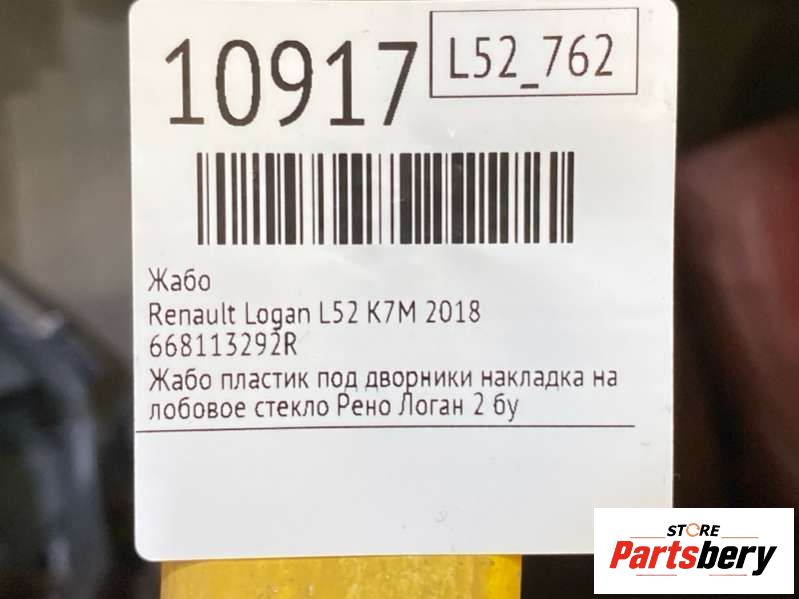 10917
L52_762
Жабо
Renault Logan L52 K7M 2018
668113292R
Жабо пластик под дворники накладка на
лобовое стекло Рено Логан 2 бу
STORE
Partsbery